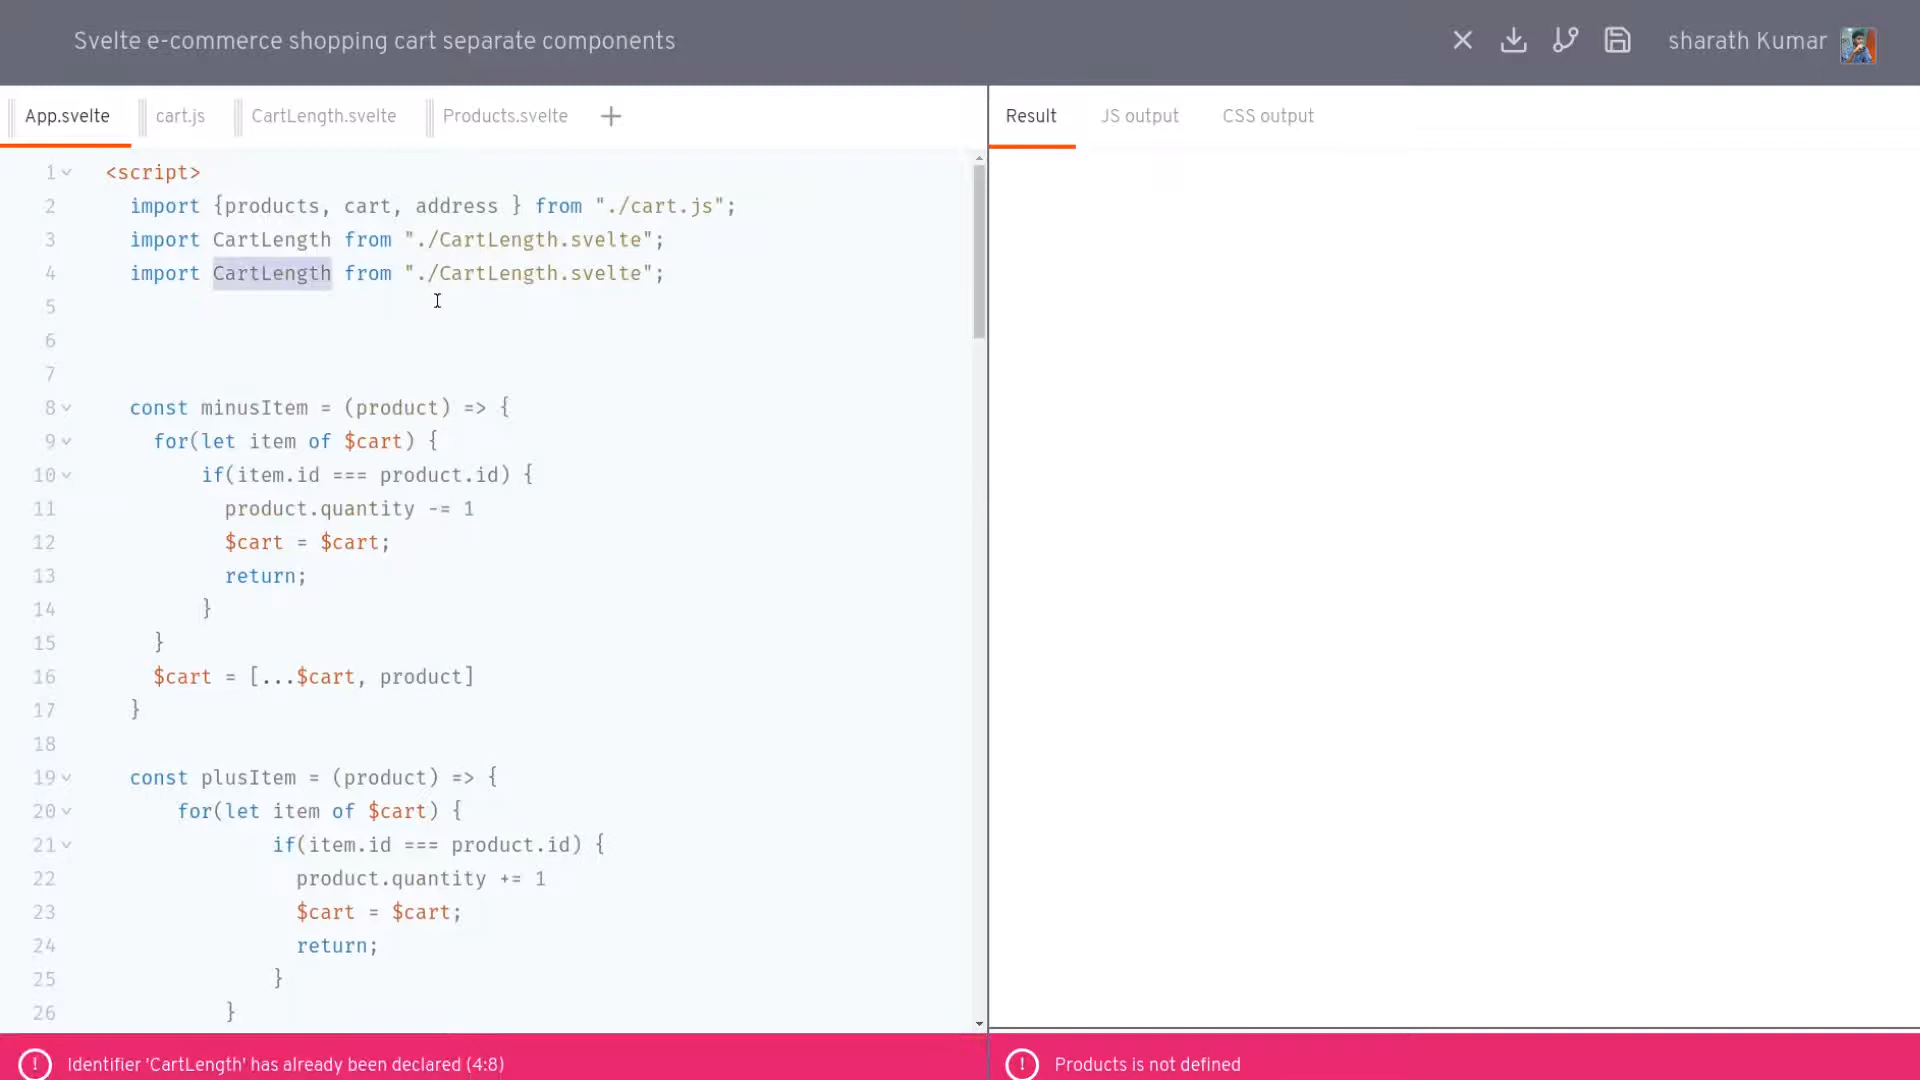 Svelte e-commerce shopping cart separate components
sharath Kumar
App.svelte cart.js CartLength.svelte Products.svelte +
Result JS output CSS output
1 <script>
2 import {products, cart, address } from "./cart.js";
3 import CartLength from "./CartLength.svelte";
4 import CartLength from "./CartLength.svelte";
5
6
7
8 const minusItem = (product) => {
9 for(let item of $cart) {
10 if(item.id === product.id) {
11 product.quantity -= 1
12 $cart = $cart;
13 return;
14 }
15 }
16 $cart = [...$cart, product]
17 }
18
19 const plusItem = (product) => {
20 for(let item of $cart) {
21 if(item.id === product.id) {
22 product.quantity += 1
23 $cart = $cart;
24 return;
25 }
26 }
! Identifier 'CartLength' has already been declared (4:8)
! Products is not defined